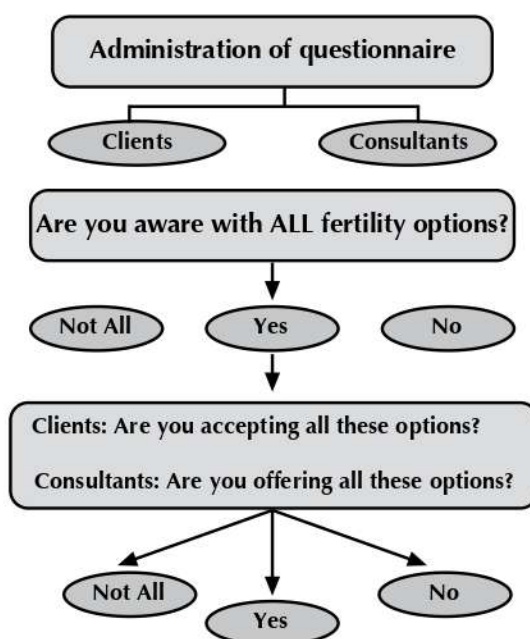 Administration of questionnaire
Clients
Consultants
Are you aware with ALL fertility options?
Not All
Yes
No
Clients: Are you accepting all these options?
Consultants: Are you offering all these options?
Not All
Yes
No